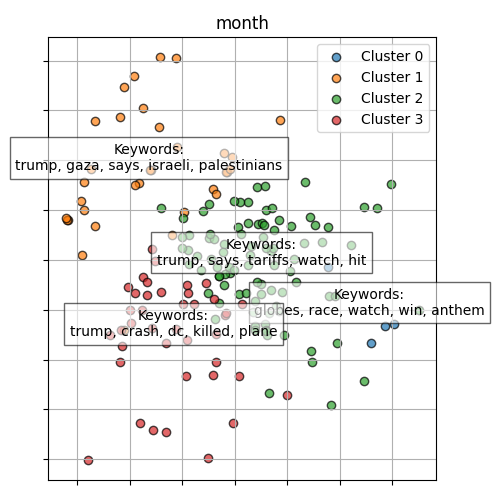 month
Cluster 0
Cluster 1
Cluster 2
Cluster 3
Keywords:
trump, gaza, says, israeli, palestinians
Keywords:
trump, says, tariffs, watch, hit
Keywords:
globes, race, watch, win, anthem
Keywords:
trump, crash, dc, killed, plane